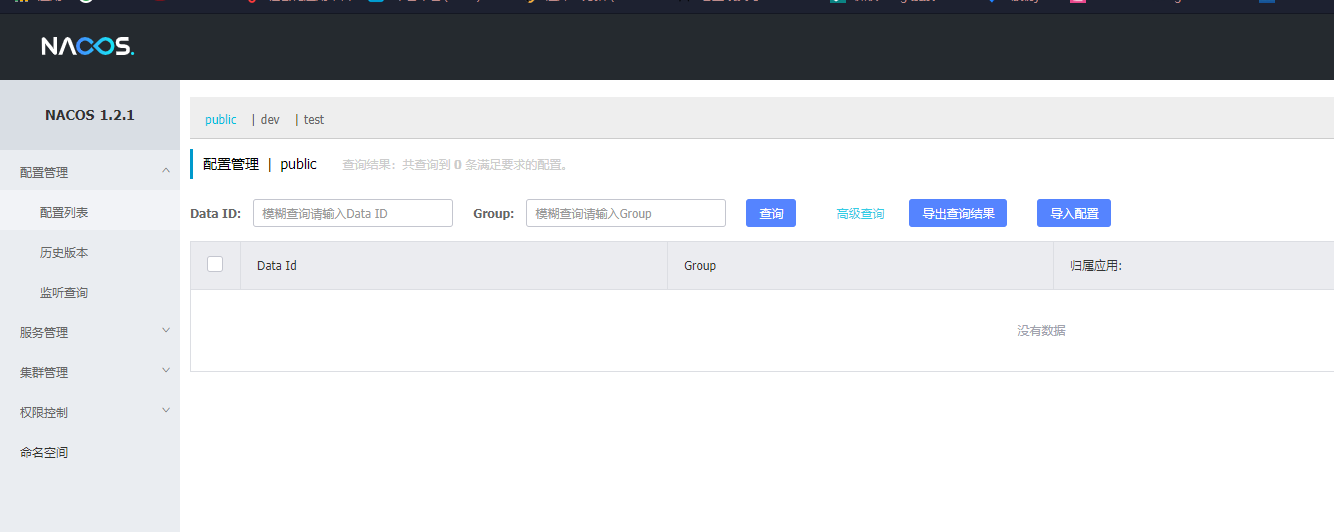 NACOS.
NACOS 1.2.1
public | dev | test
配置管理
配置管理 | public 查询结果：共查询到 0 条满足要求的配置。
配置列表
Data ID: 模糊查询请输入Data ID Group: 模糊查询请输入Group 查询 高级查询 导出查询结果 导入配置
历史版本
Data Id Group 归属应用:
监听查询
服务管理
没有数据
集群管理
权限控制
命名空间